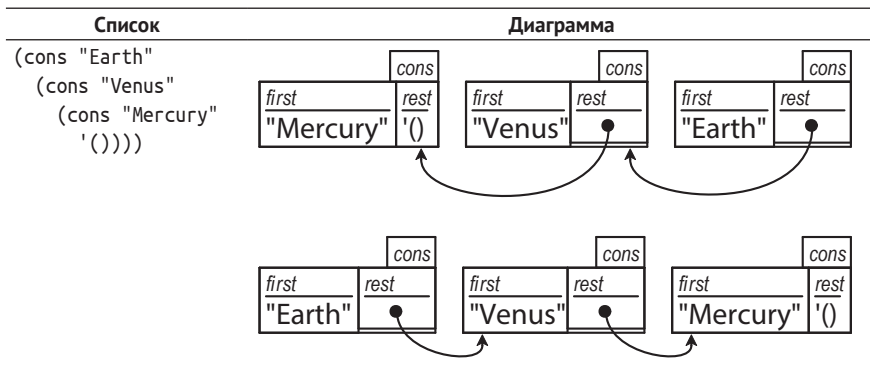 Список Диаграмма
(cons "Earth"
(cons "Venus"
(cons "Mercury"
'())))
cons cons cons
first rest first rest first rest
"Mercury" '() "Venus" "Earth"
cons cons cons
first rest first rest first rest
"Earth" "Venus" "Mercury" '()